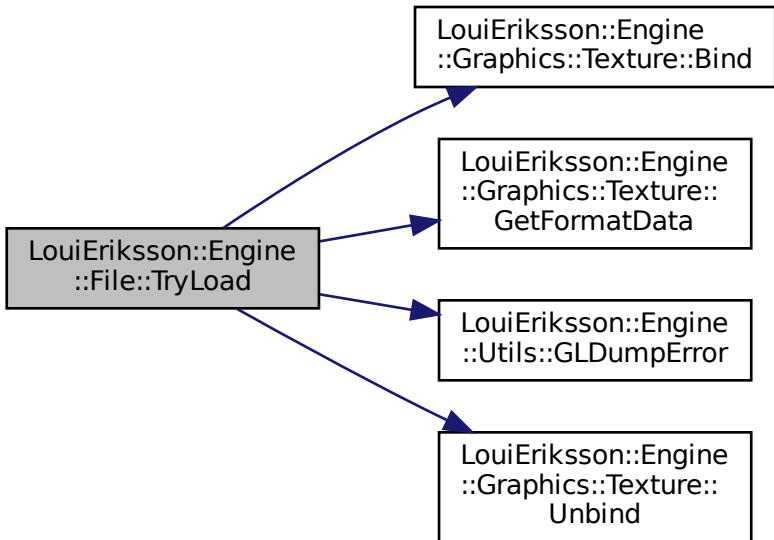 LouiEriksson::Engine
::File::TryLoad
LouiEriksson::Engine
::Graphics::Texture::Bind
LouiEriksson::Engine
::Graphics::Texture::
GetFormatData
LouiEriksson::Engine
::Utils::GLDumpError
LouiEriksson::Engine
::Graphics::Texture::
Unbind